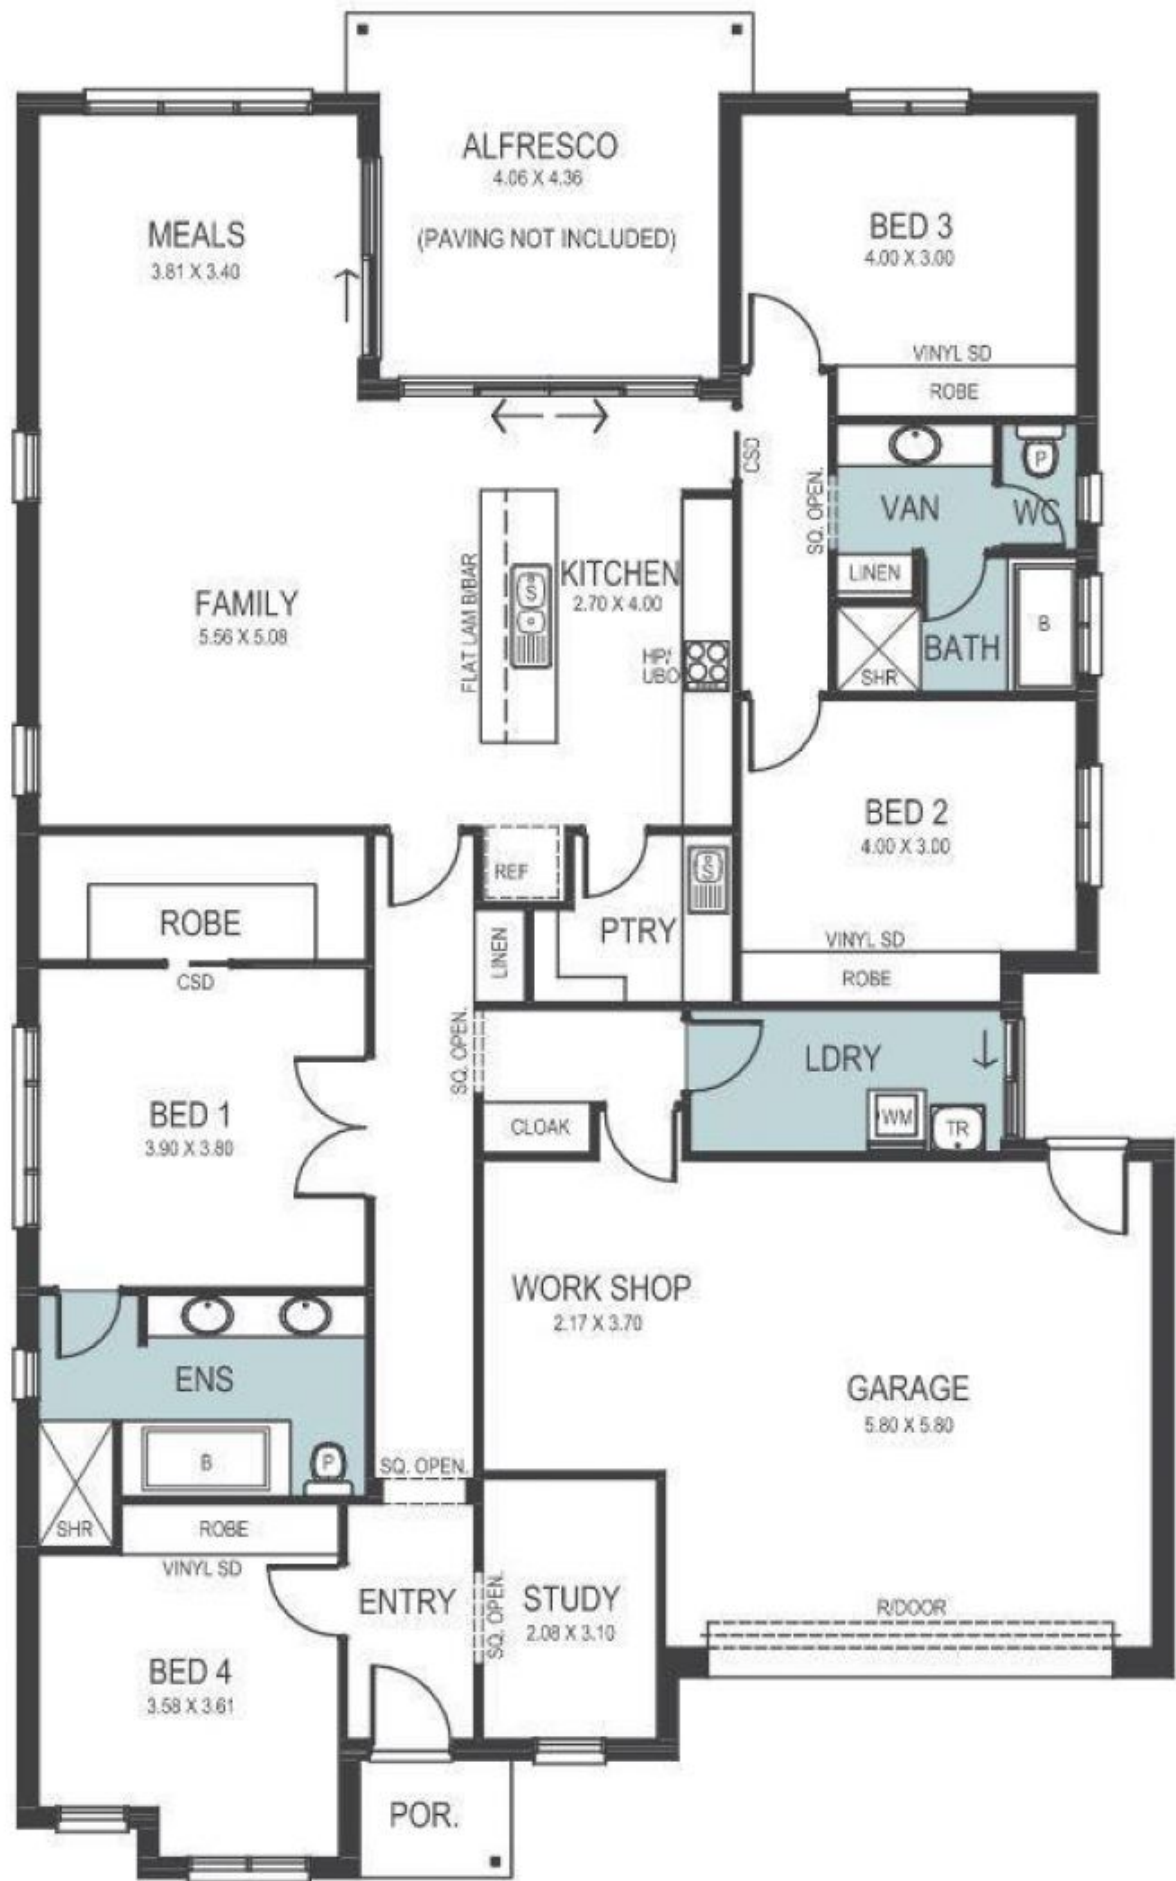 ALFRESCO
4.06 X 4.36
(PAVING NOT INCLUDED)
MEALS
3.81 X 3.40
BED 3
4.00 X 3.00
VINYL SD
ROBE
CSD
SQ. OPEN.
VAN
P
WC
LINEN
BATH
B
SHR
FAMILY
5.56 X 5.08
FLAT LAM B/BAR
S
KITCHEN
2.70 X 4.00
HP/
UBO
BED 2
4.00 X 3.00
VINYL SD
ROBE
REF
S
PTRY
LINEN
ROBE
CSD
SQ. OPEN.
LDRY
WM
TR
CLOAK
BED 1
3.90 X 3.80
WORK SHOP
2.17 X 3.70
GARAGE
5.80 X 5.80
ENS
B
P
SHR
SQ. OPEN.
ROBE
VINYL SD
ENTRY
SQ. OPEN.
STUDY
2.08 X 3.10
R/DOOR
BED 4
3.58 X 3.61
POR.